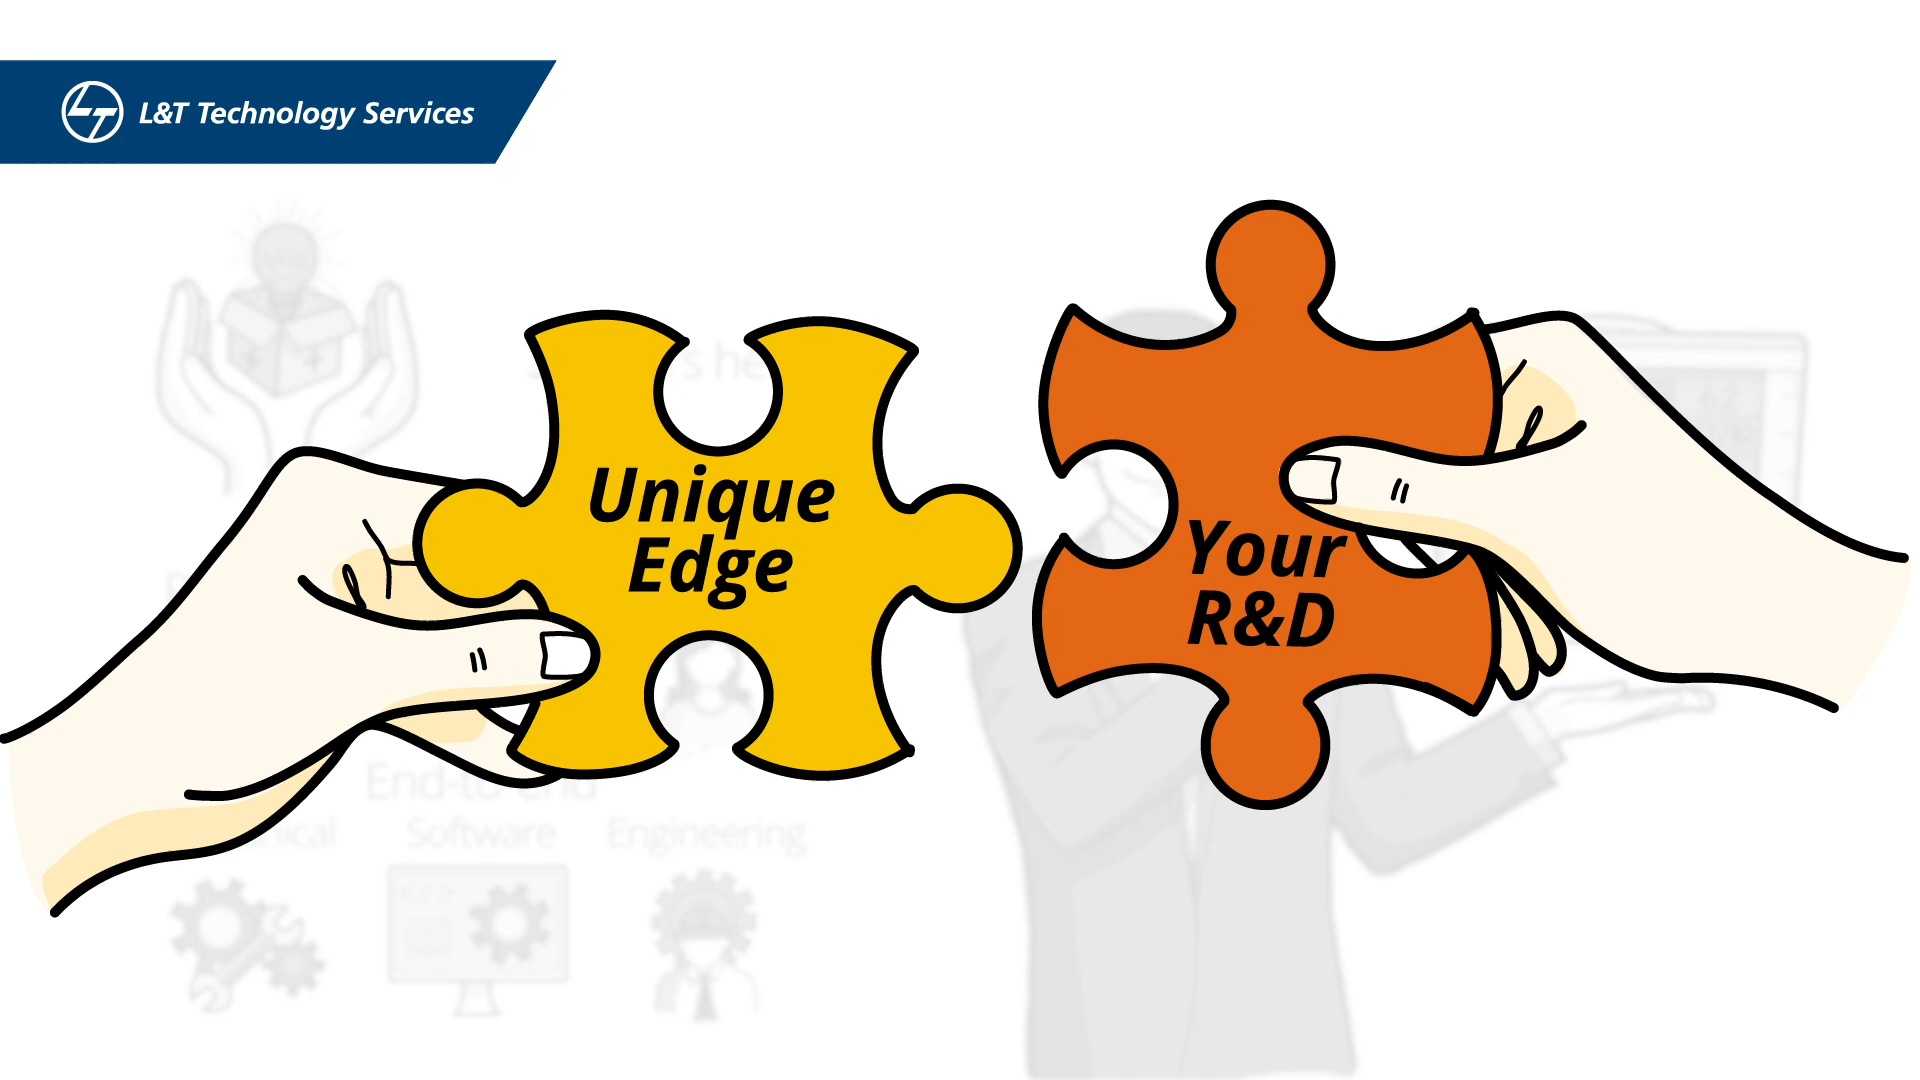 L&T Technology Services
Unique
Edge
Your
R&D
End-to-end
Software
Engineering